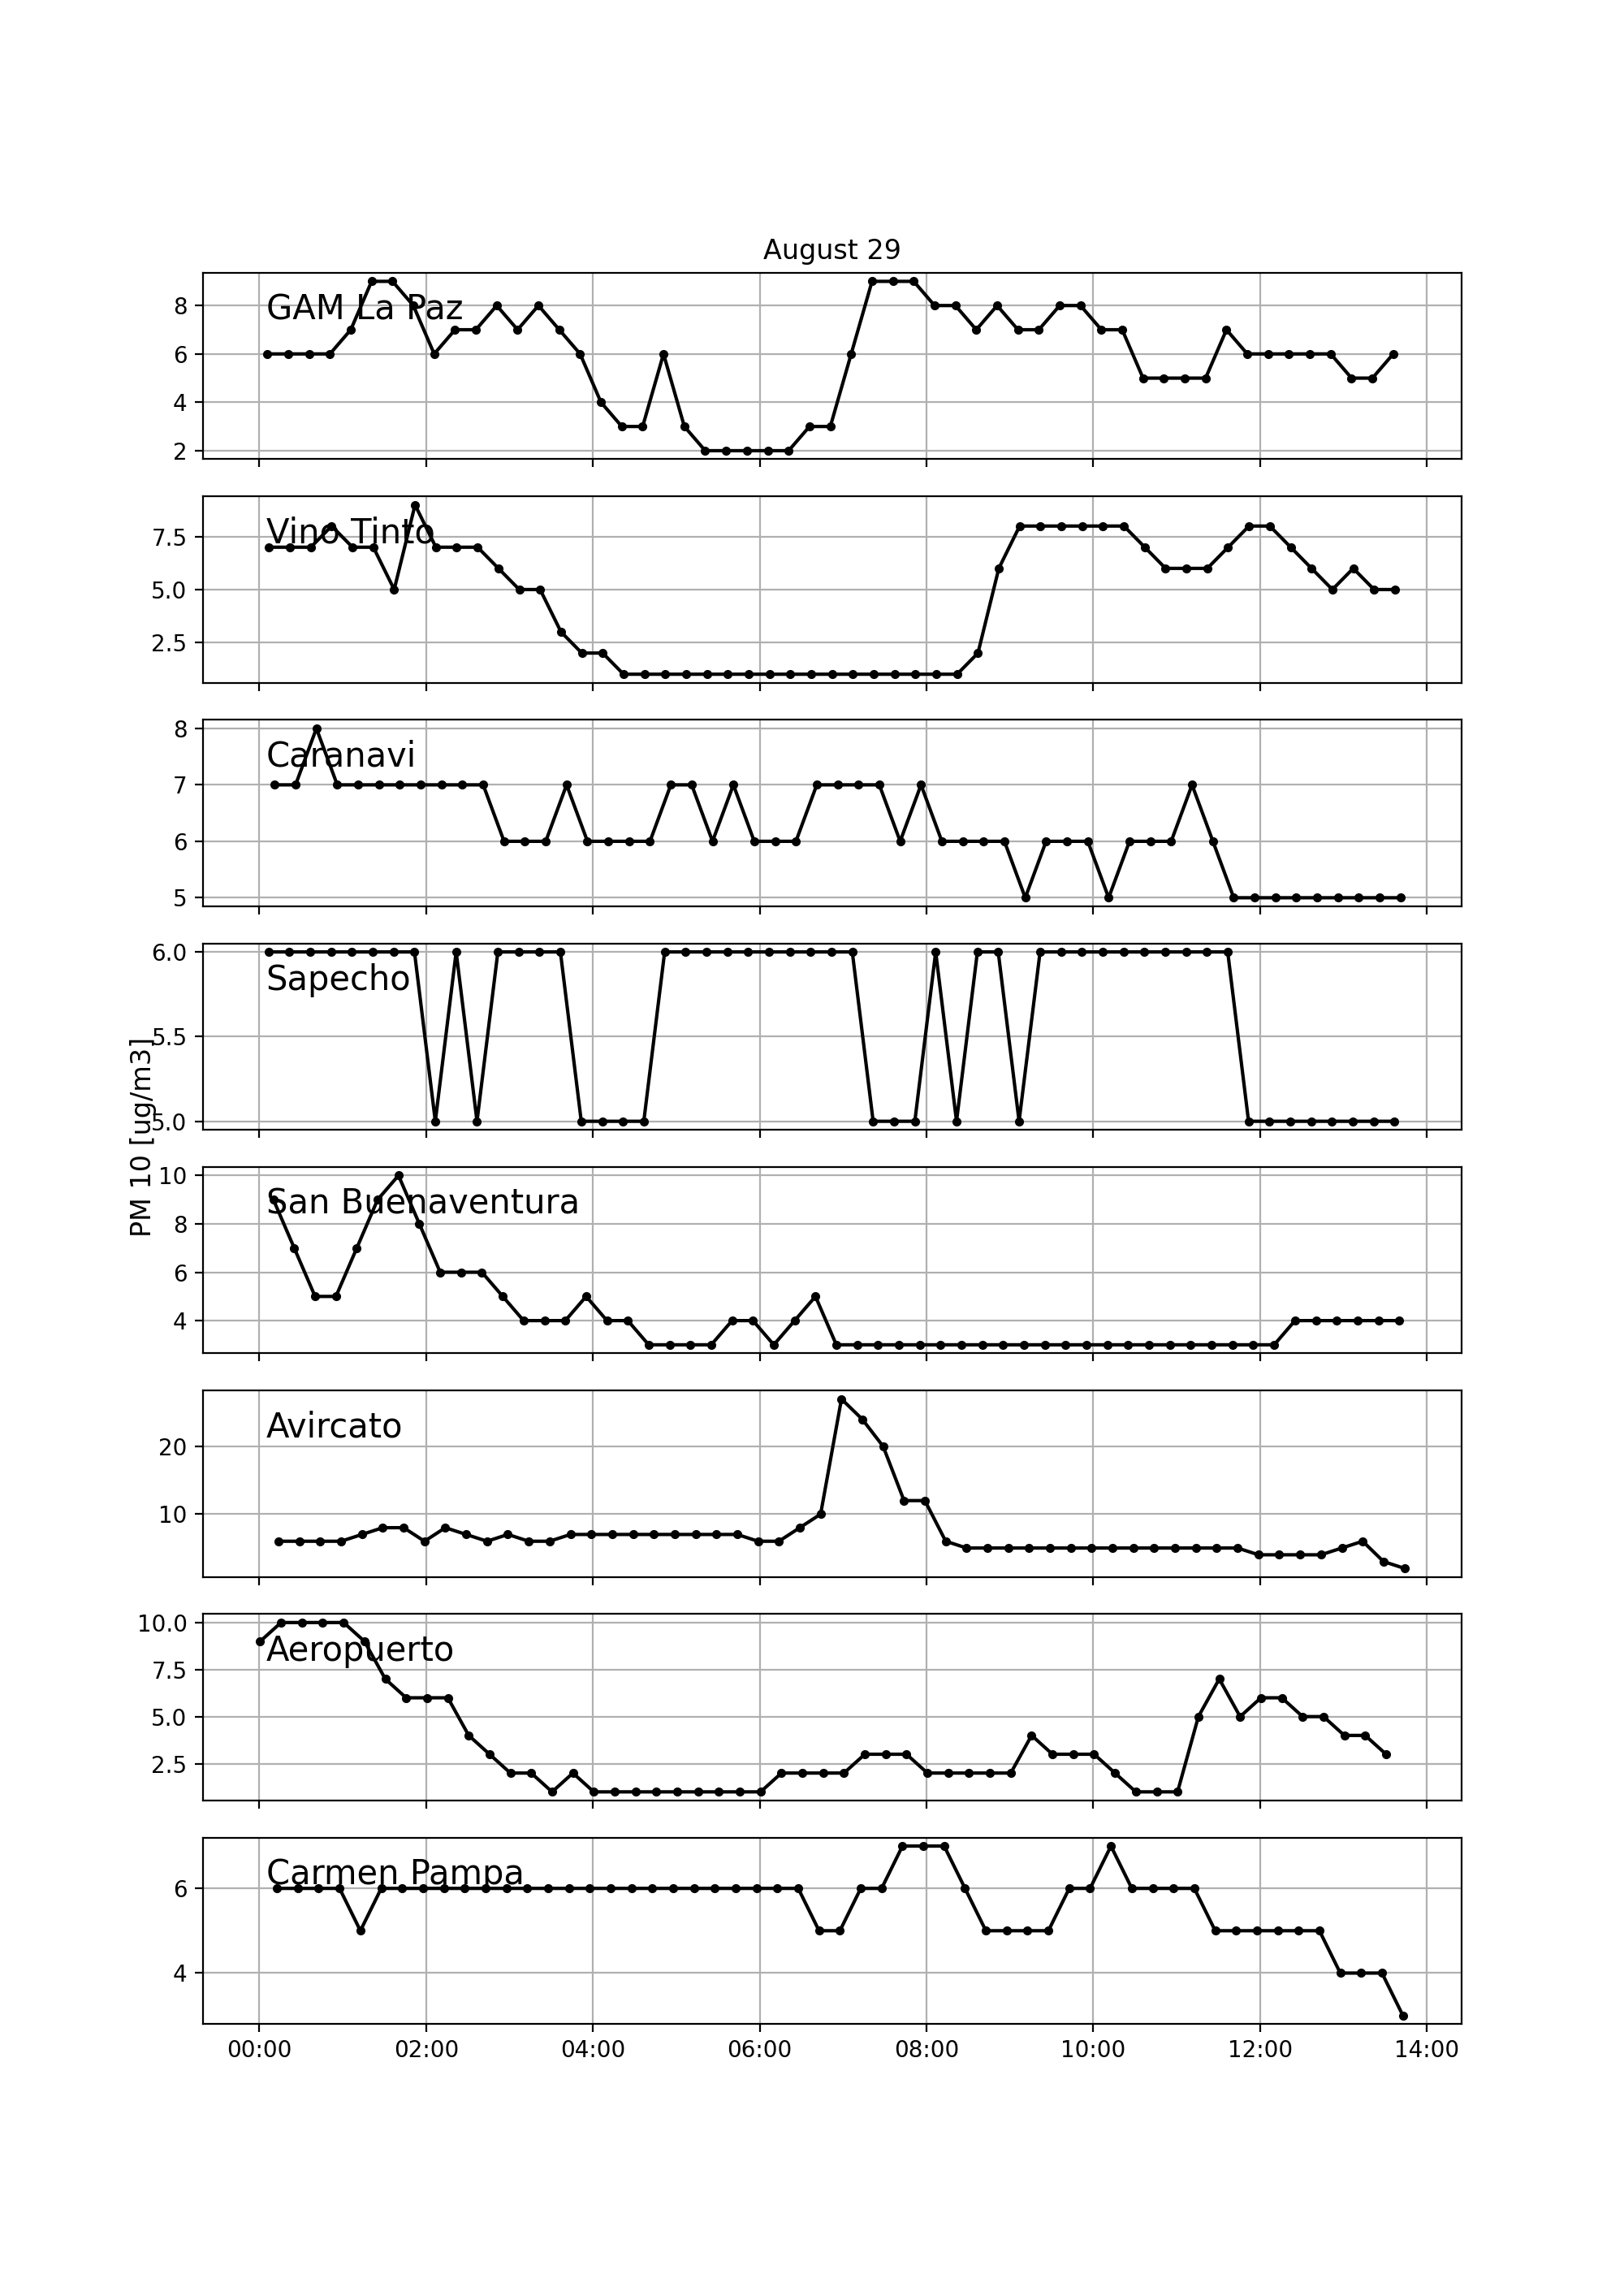 August 29
PM 10 [ug/m3]
GAM La Paz
8
6
4
2
Vino Tinto
7.5
5.0
2.5
Caranavi
8
7
6
5
Sapecho
6.0
5.5
5.0
San Buenaventura
10
8
6
4
Avircato
20
10
Aeropuerto
10.0
7.5
5.0
2.5
Carmen Pampa
6
4
00:00 02:00 04:00 06:00 08:00 10:00 12:00 14:00